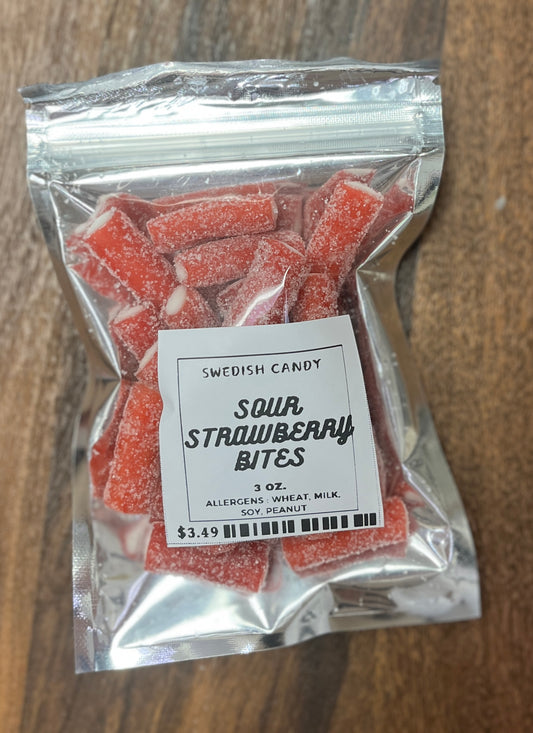 SWEDISH CANDY
SOUR
STRAWBERRY
BITES
3 OZ.
ALLERGENS : WHEAT, MILK,
SOY, PEANUT
$3.49